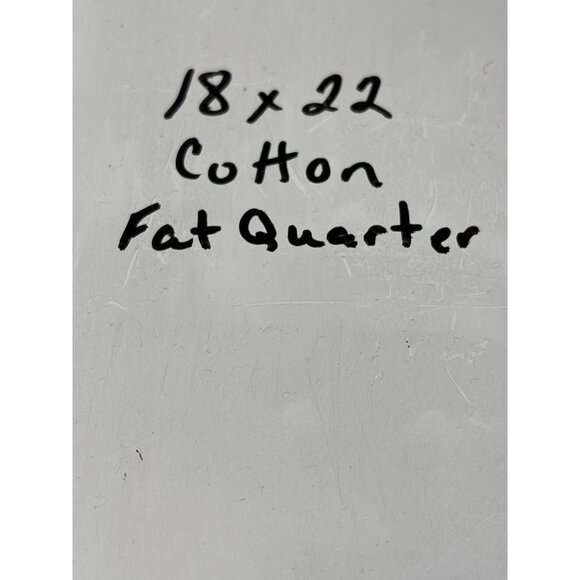 18 x 22
Cotton
Fat Quarter